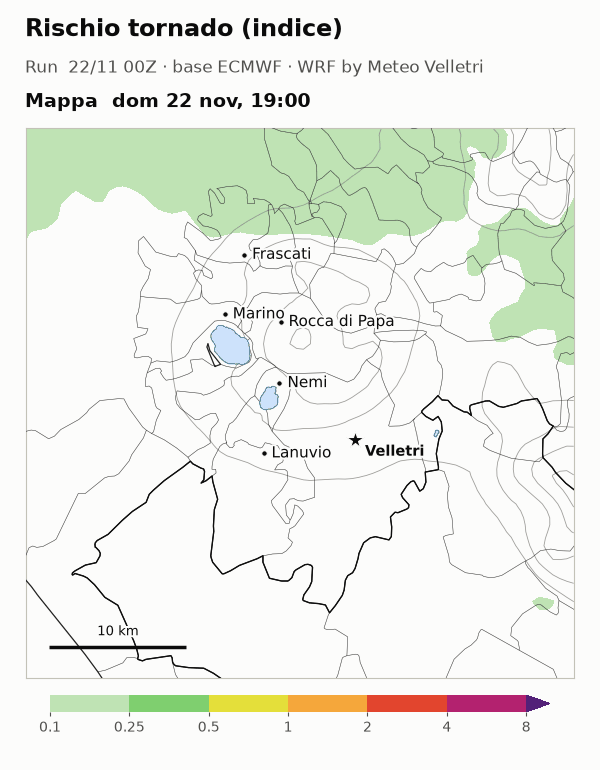 Rischio tornado (indice)
Run  22/11 00Z · base ECMWF · WRF by Meteo Velletri
Mappa  dom 22 nov, 19:00
Frascati
Marino
Rocca di Papa
Nemi
Velletri
Lanuvio
10 km
0.1 0.25 0.5 1 2 4 8